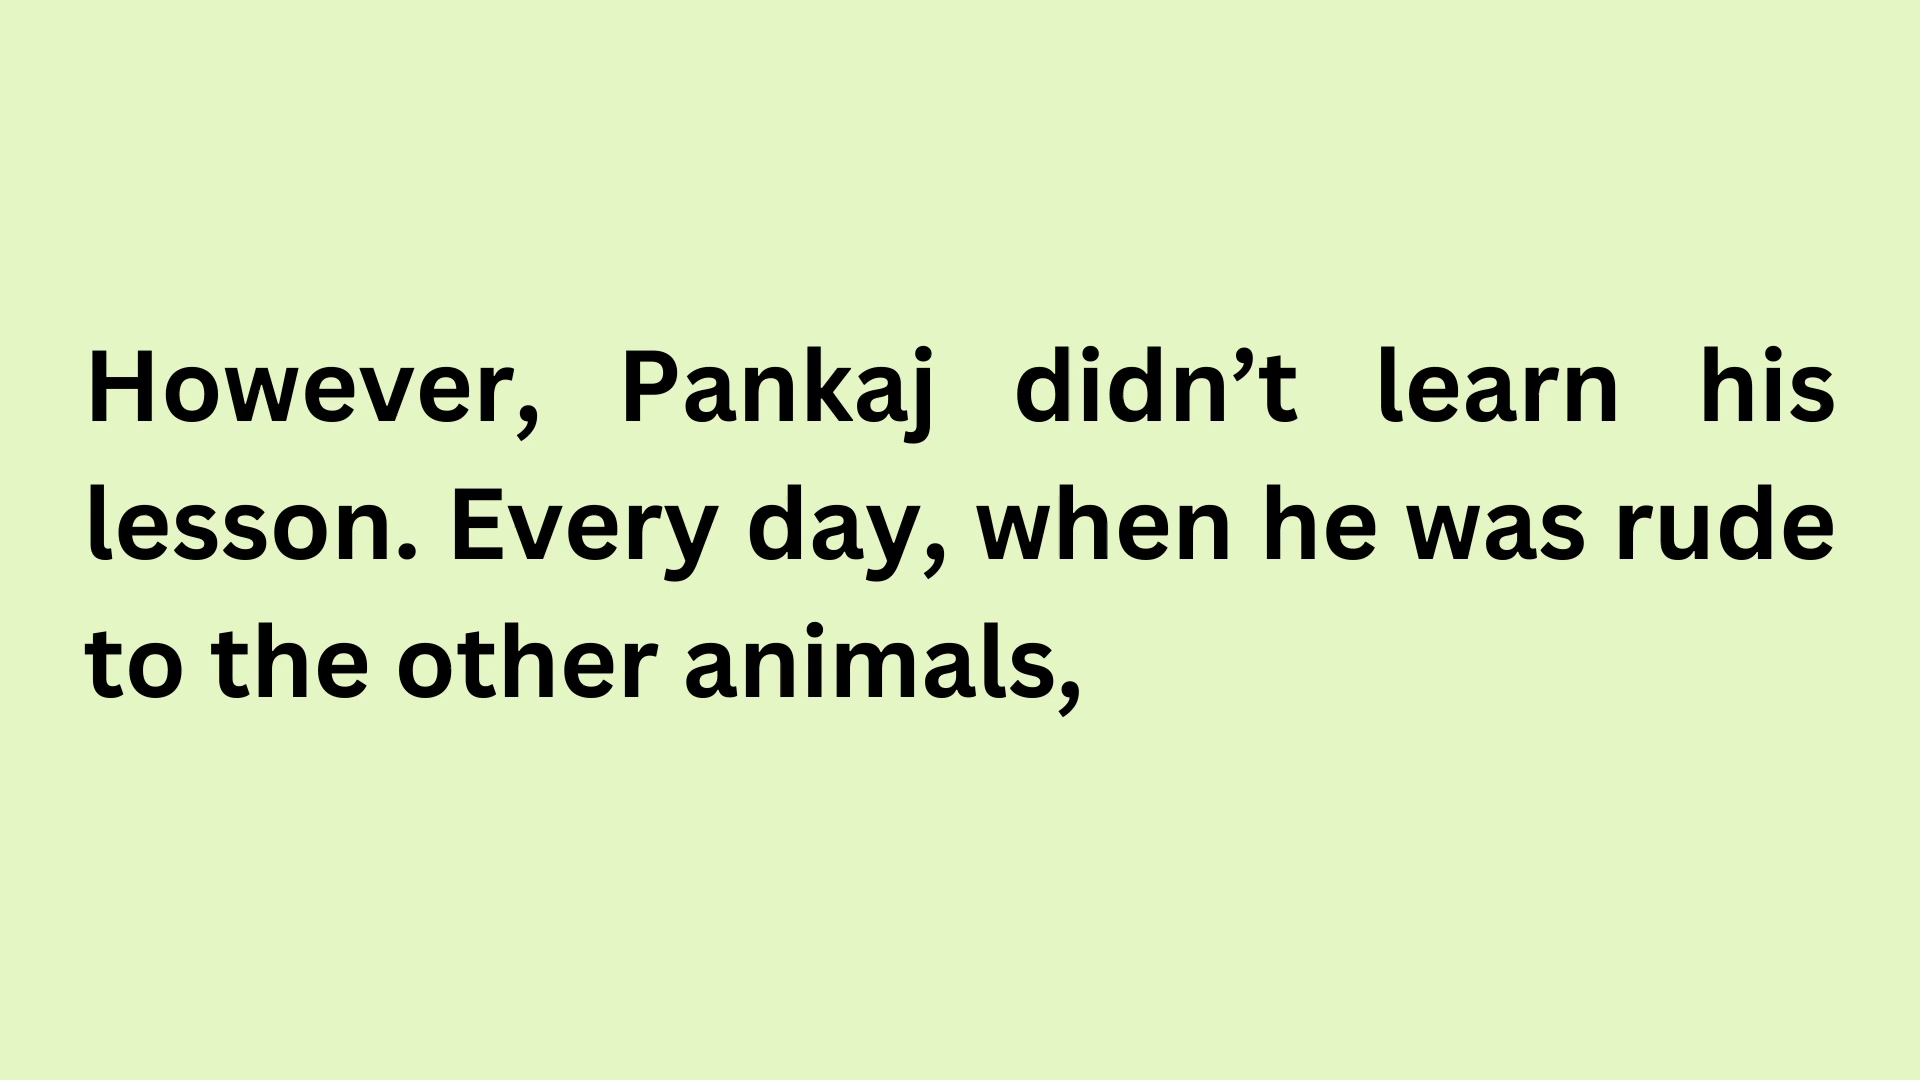 However, Pankaj didn’t learn his
lesson. Every day, when he was rude
to the other animals,